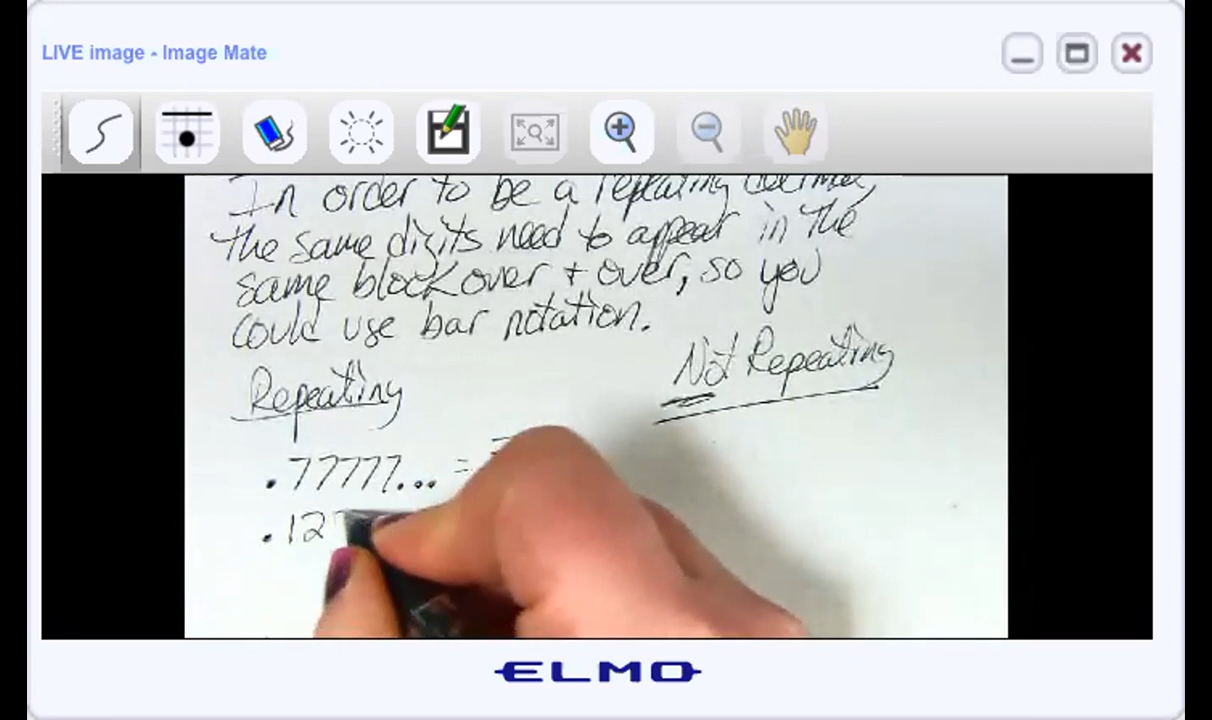 LIVE image - Image Mate
In order to be a repeating decimal,
the same digits need to appear in the
same block over + over, so you
could use bar notation.
Repeating
Not Repeating
.77777... =
.12
ELMO